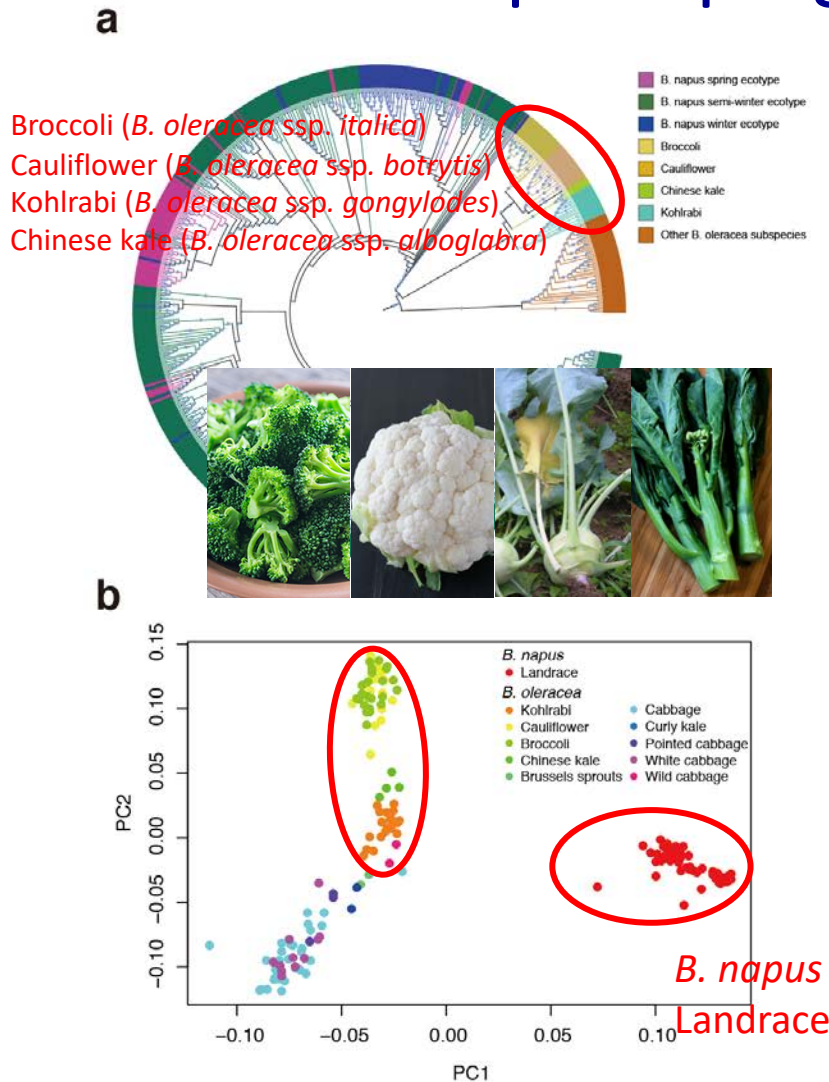 a
B. napus spring ecotype
B. napus semi-winter ecotype
B. napus winter ecotype
Broccoli
Cauliflower
Chinese kale
Kohlrabi
Other B. oleracea subspecies
Broccoli (B. oleracea ssp. italica)
Cauliflower (B. oleracea ssp. botrytis)
Kohlrabi (B. oleracea ssp. gongylodes)
Chinese kale (B. oleracea ssp. alboglabra)
b
B. napus
Landrace
B. oleracea
Kohlrabi
Cauliflower
Broccoli
Chinese kale
Brussels sprouts
Cabbage
Curly kale
Pointed cabbage
White cabbage
Wild cabbage
PC2
0.15
0.10
0.05
0.00
−0.05
−0.10
−0.10
−0.05
0.00
0.05
0.10
PC1
B. napus
Landrace